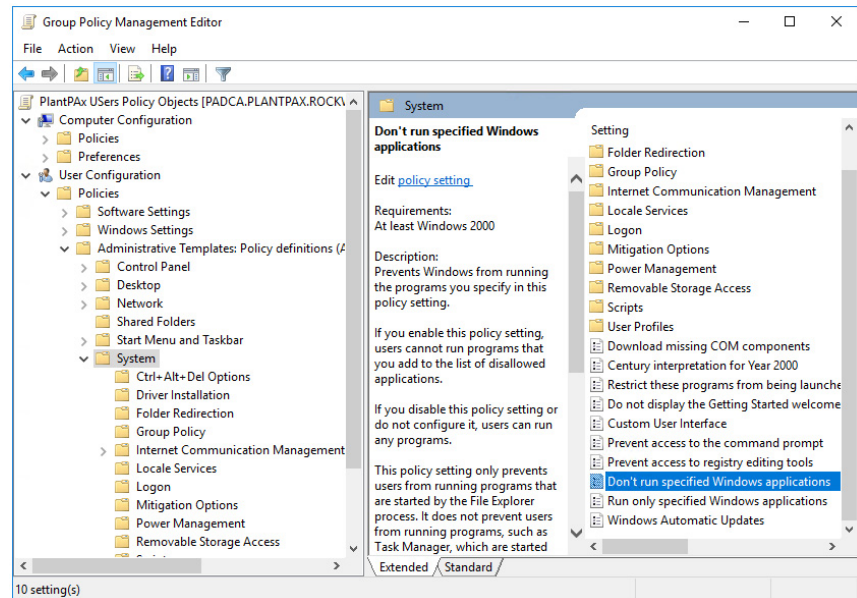 Group Policy Management Editor
File Action View Help
PlantPAx USers Policy Objects [PADCA.PLANTPAX.ROCKV
Computer Configuration
Policies
Preferences
User Configuration
Policies
Software Settings
Windows Settings
Administrative Templates: Policy definitions (A
Control Panel
Desktop
Network
Shared Folders
Start Menu and Taskbar
System
Ctrl+Alt+Del Options
Driver Installation
Folder Redirection
Group Policy
Internet Communication Management
Locale Services
Logon
Mitigation Options
Power Management
Removable Storage Access
System
Don't run specified Windows
applications
Edit policy setting
Requirements:
At least Windows 2000
Description:
Prevents Windows from running
the programs you specify in this
policy setting.
If you enable this policy setting,
users cannot run programs that
you add to the list of disallowed
applications.
If you disable this policy setting or
do not configure it, users can run
any programs.
This policy setting only prevents
users from running programs that
are started by the File Explorer
process. It does not prevent users
from running programs, such as
Task Manager, which are started
Setting
Folder Redirection
Group Policy
Internet Communication Management
Locale Services
Logon
Mitigation Options
Power Management
Removable Storage Access
Scripts
User Profiles
Download missing COM components
Century interpretation for Year 2000
Restrict these programs from being launche
Do not display the Getting Started welcome
Custom User Interface
Prevent access to the command prompt
Prevent access to registry editing tools
Don't run specified Windows applications
Run only specified Windows applications
Windows Automatic Updates
Extended Standard
10 setting(s)